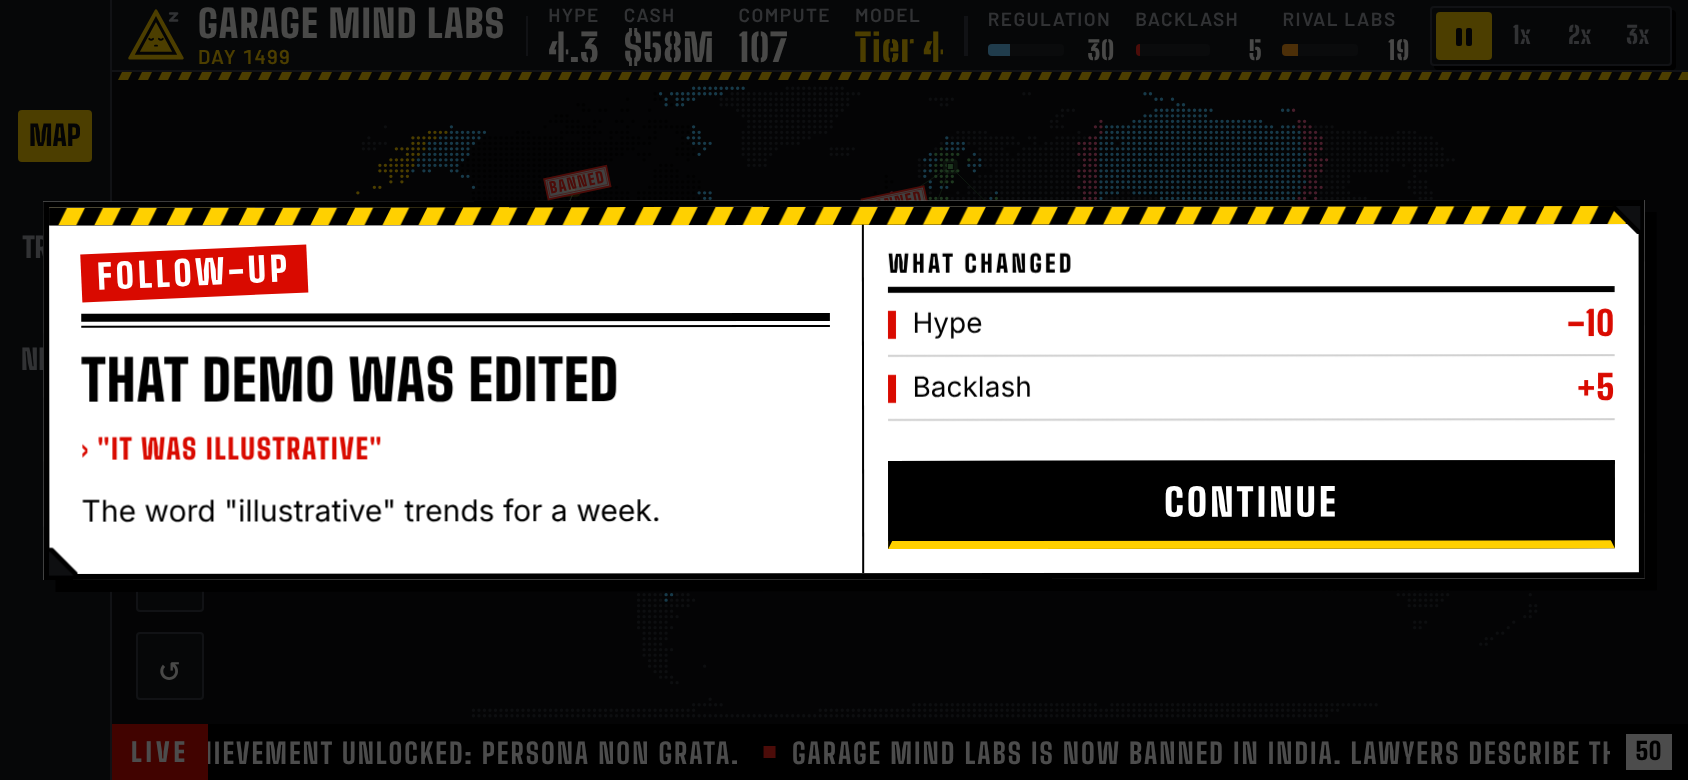 GARAGE MIND LABS
DAY 1499
HYPE
4.3
CASH
$58M
COMPUTE
107
MODEL
Tier 4
REGULATION
30
BACKLASH
5
RIVAL LABS
19
1x
2x
3x
MAP
BANNED
FOLLOW-UP
THAT DEMO WAS EDITED
› "IT WAS ILLUSTRATIVE"
The word "illustrative" trends for a week.
WHAT CHANGED
Hype -10
Backlash +5
CONTINUE
LIVE
IEVEMENT UNLOCKED: PERSONA NON GRATA. ■ GARAGE MIND LABS IS NOW BANNED IN INDIA. LAWYERS DESCRIBE
50